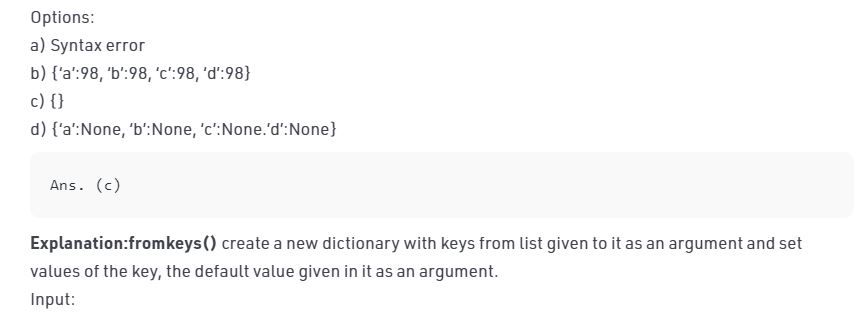 Options:
a) Syntax error
b) {‘a’:98, ‘b’:98, ‘c’:98, ‘d’:98}
c) {}
d) {‘a’:None, ‘b’:None, ‘c’:None.’d’:None}
Ans. (c)
Explanation:fromkeys() create a new dictionary with keys from list given to it as an argument and set
values of the key, the default value given in it as an argument.
Input: